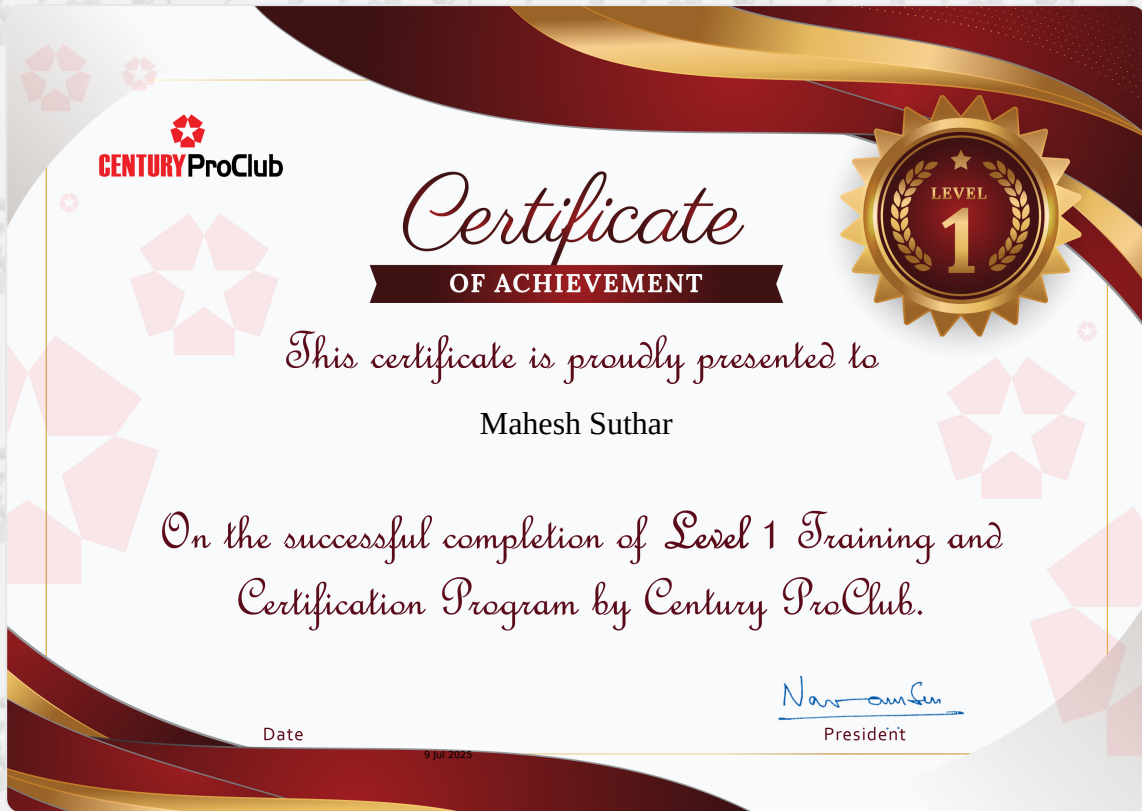 CENTURY ProClub
LEVEL
1
Certificate
OF ACHIEVEMENT
This certificate is proudly presented to
Mahesh Suthar
On the successful completion of Level 1 Training and
Certification Program by Century ProClub.
Date
President
9 Jul 2025